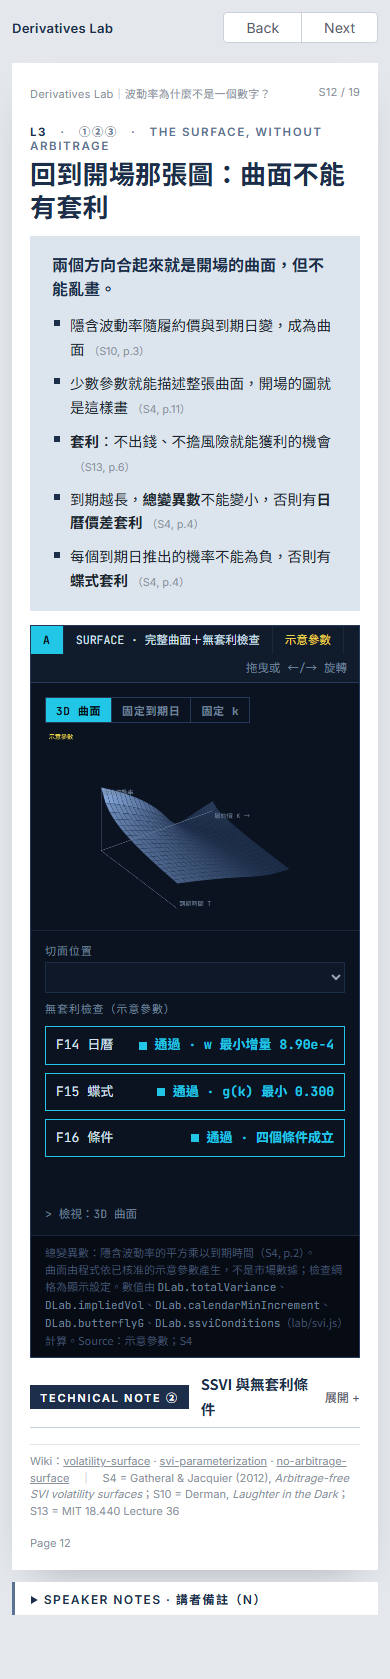 Derivatives Lab
Back
Next
Derivatives Lab｜波動率為什麼不是一個數字？
S12 / 19
L3 · ①②③ · THE SURFACE, WITHOUT
ARBITRAGE
回到開場那張圖：曲面不能
有套利
兩個方向合起來就是開場的曲面，但不
能亂畫。
隱含波動率隨履約價與到期日變，成為曲
面（S10, p.3）
少數參數就能描述整張曲面，開場的圖就
是這樣畫（S4, p.11）
套利：不出錢、不擔風險就能獲利的機會
（S13, p.6）
到期越長，總變異數不能變小，否則有日
曆價差套利（S4, p.4）
每個到期日推出的機率不能為負，否則有
蝶式套利（S4, p.4）
A
SURFACE · 完整曲面＋無套利檢查
示意參數
拖曳或 ←/→ 旋轉
3D 曲面
固定到期日
固定 k
示意參數
K →
T
切面位置
無套利檢查（示意參數）
F14 日曆
■ 通過 · w 最小增量 8.90e-4
F15 蝶式
■ 通過 · g(k) 最小 0.300
F16 條件
■ 通過 · 四個條件成立
> 檢視：3D 曲面
總變異數：隱含波動率的平方乘以到期時間（S4, p.2）。
曲面由程式依已核准的示意參數產生，不是市場數據；檢查網
格為顯示設定。數值由 DLab.totalVariance、
DLab.impliedVol、DLab.calendarMinIncrement、
DLab.butterflyG、DLab.ssviConditions（lab/svi.js）
計算。Source：示意參數；S4
TECHNICAL NOTE ②
SSVI 與無套利條
件
展開 +
Wiki：volatility-surface · svi-parameterization · no-arbitrage-
surface ｜ S4 = Gatheral & Jacquier (2012), Arbitrage-free
SVI volatility surfaces；S10 = Derman, Laughter in the Dark；
S13 = MIT 18.440 Lecture 36
Page 12
▶ SPEAKER NOTES · 講者備註（N）